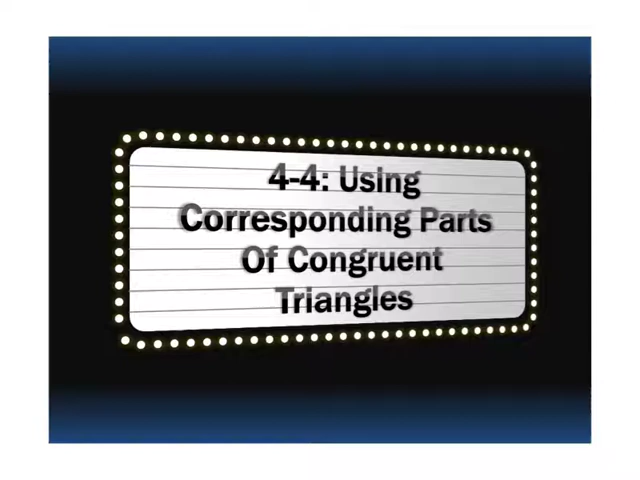 4-4: Using
Corresponding Parts
Of Congruent
Triangles